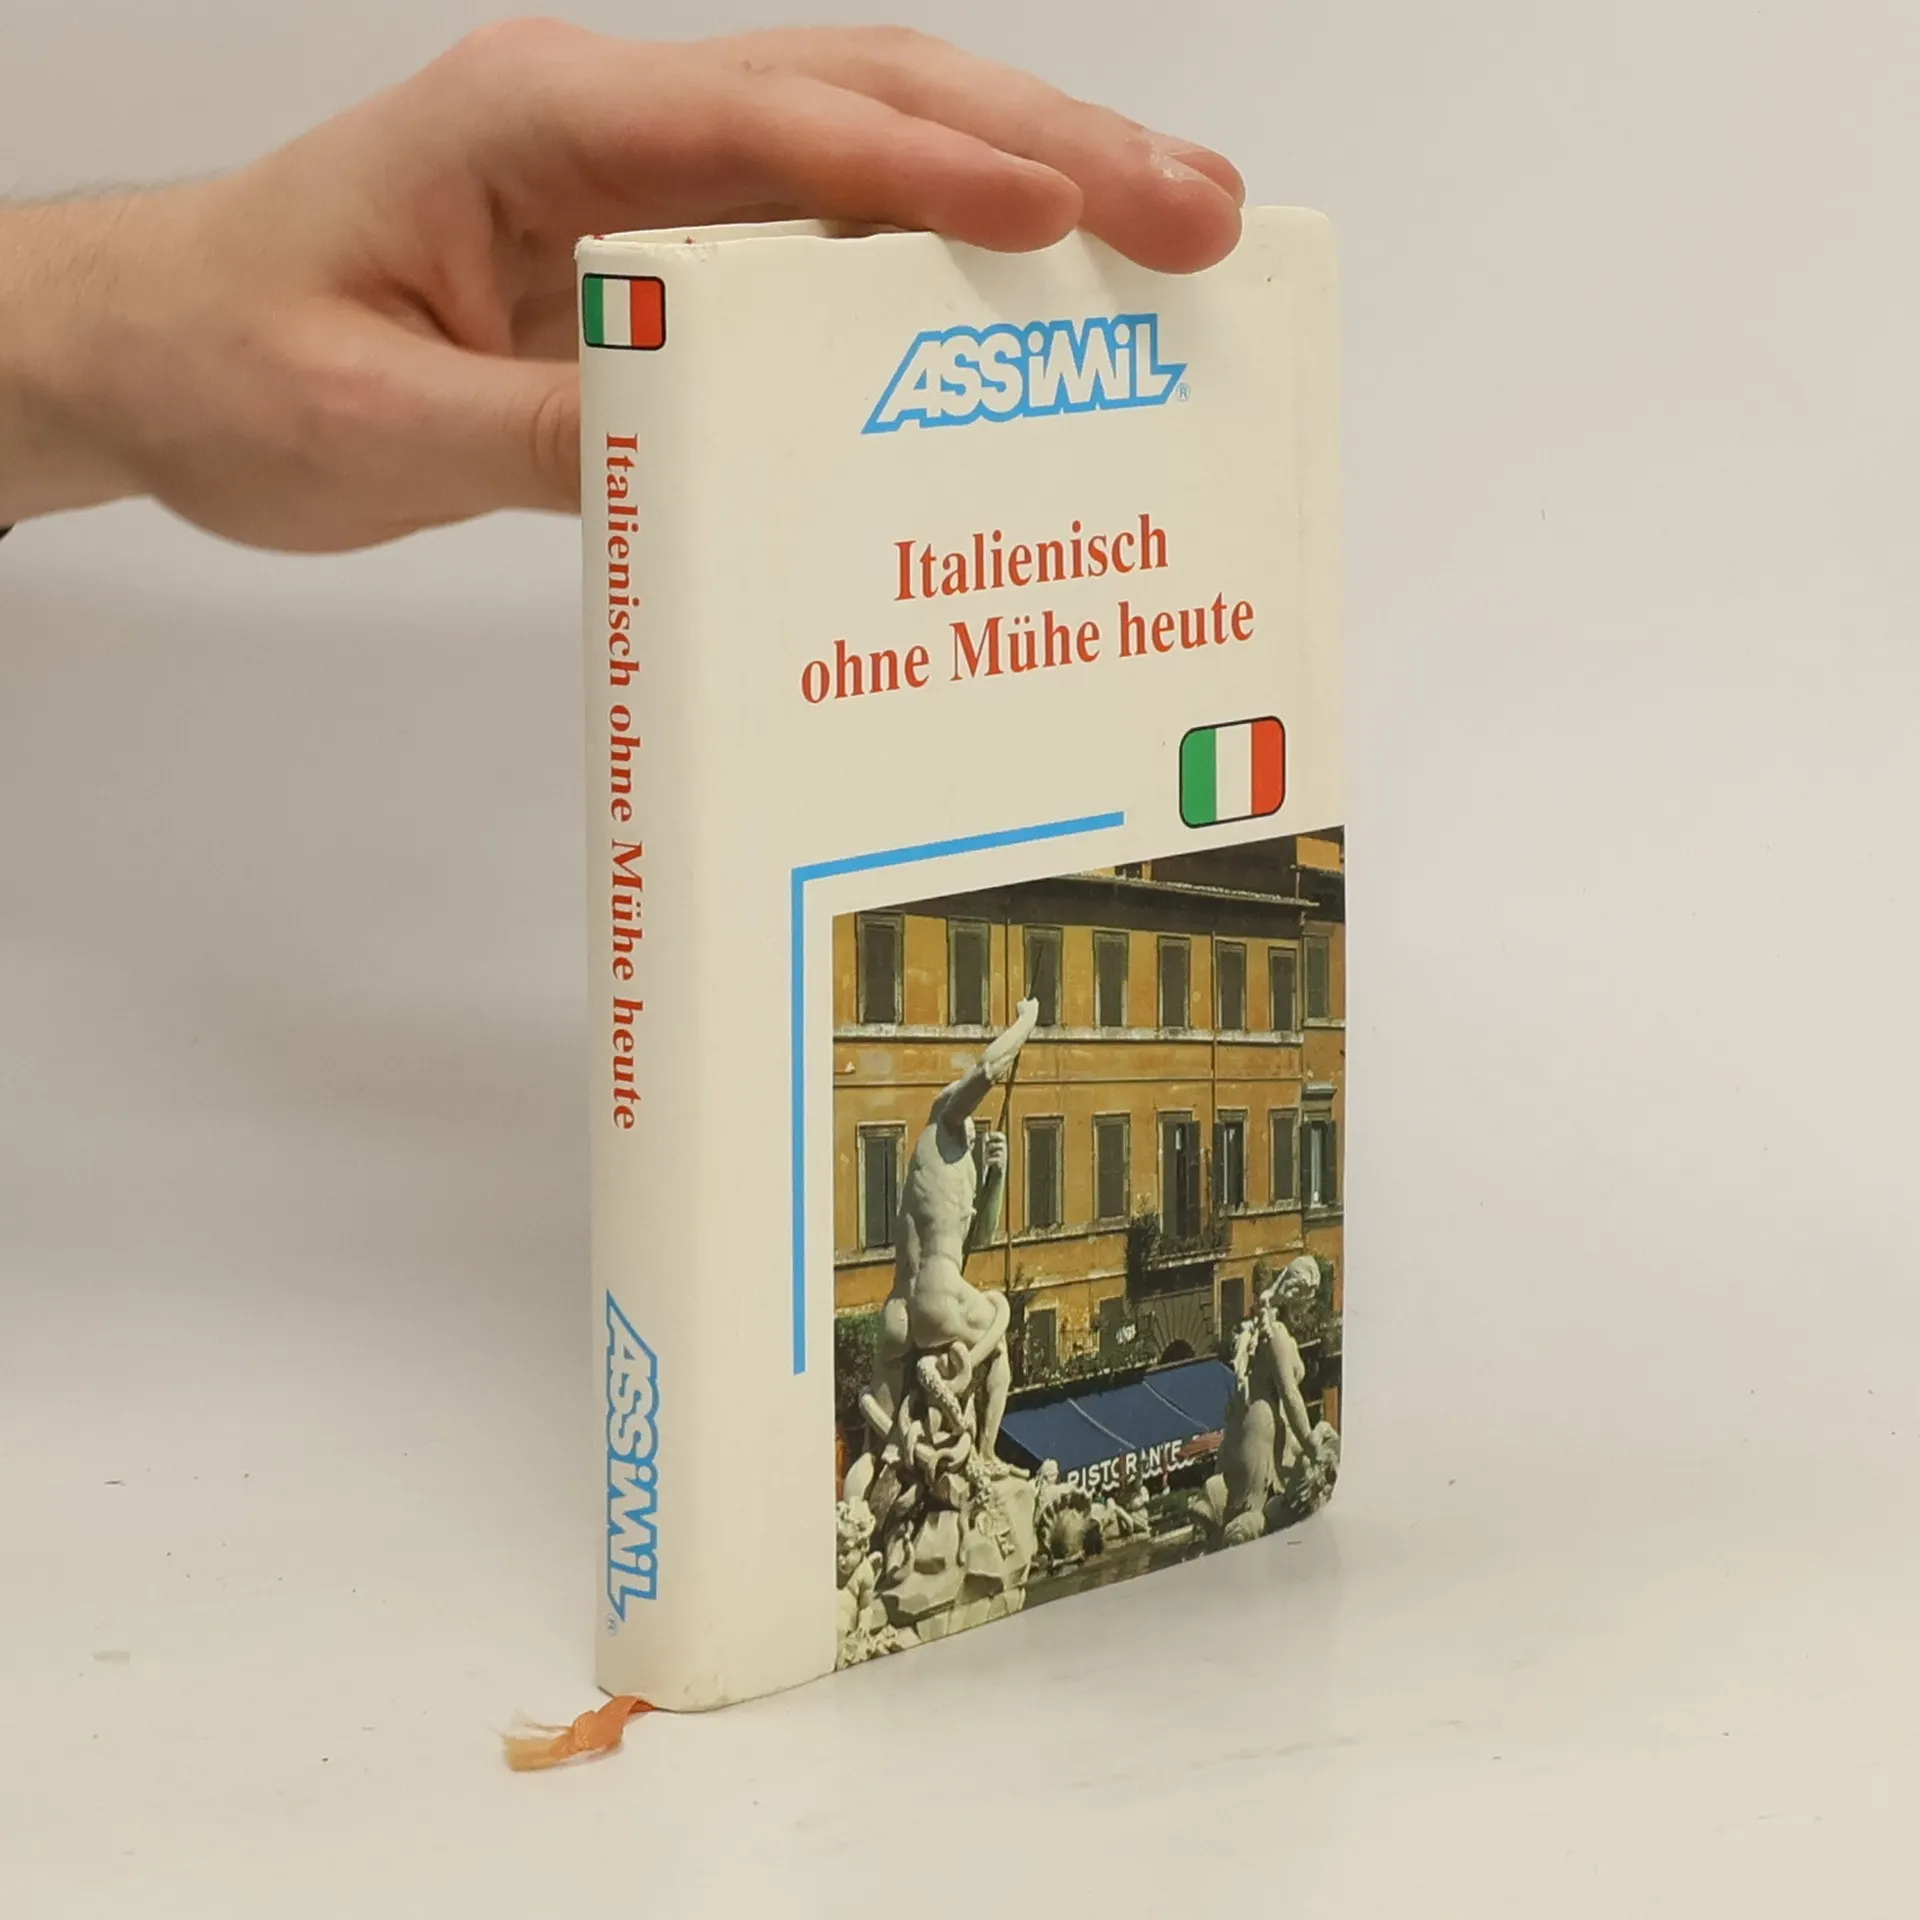 ASSiMiL®
Italienisch
ohne Mühe heute
RISTORANTE
Italienisch ohne Mühe heute
ASSiMiL®